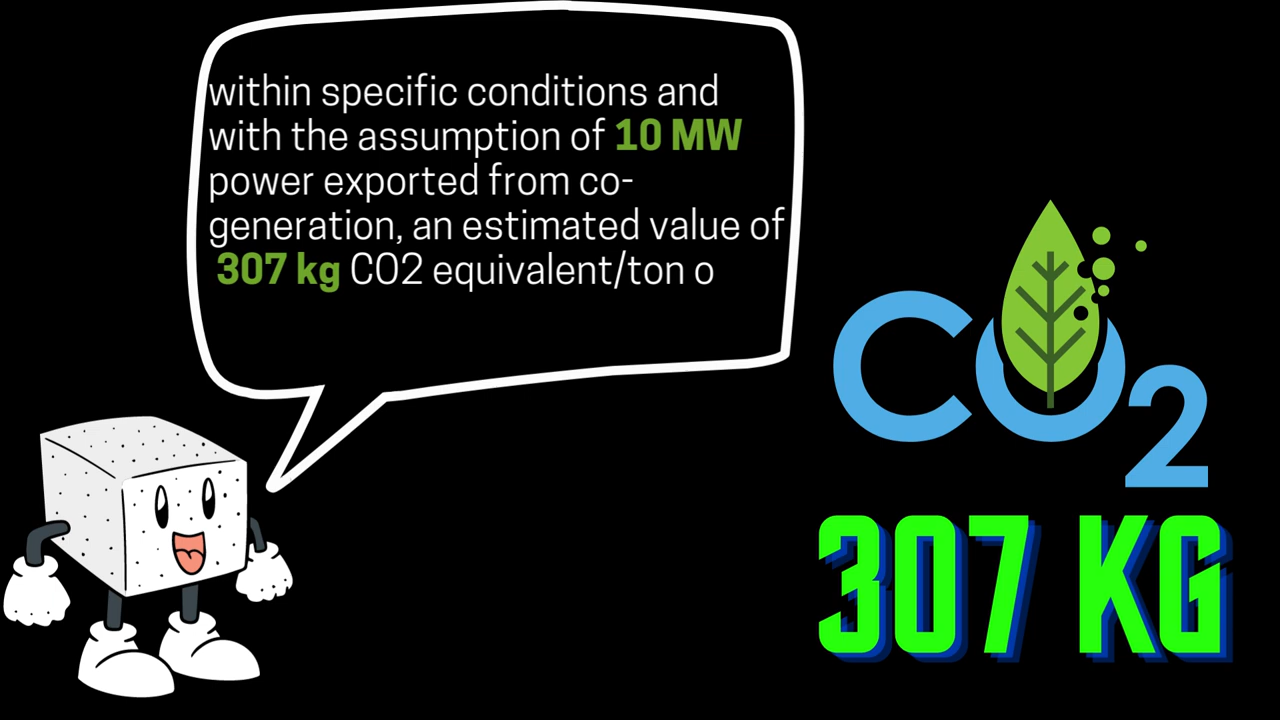 within specific conditions and
with the assumption of 10 MW
power exported from co-
generation, an estimated value of
307 kg CO2 equivalent/ton o
CO2
307 KG